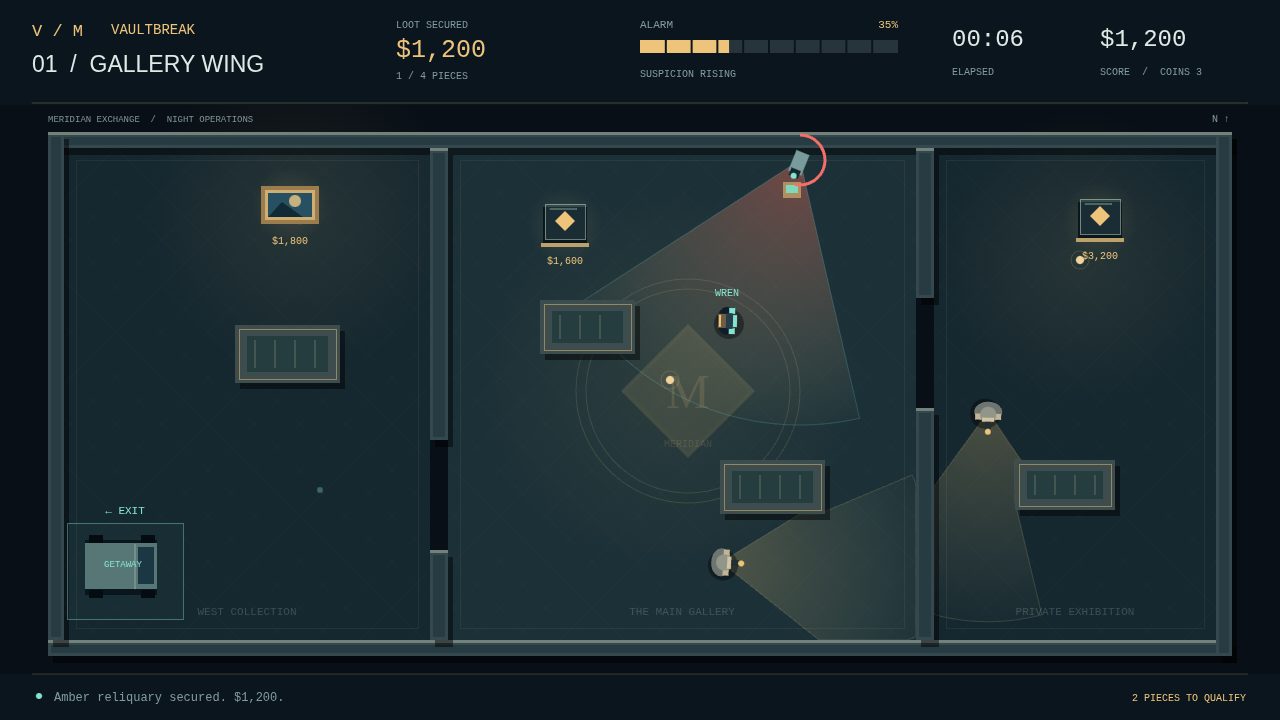 V / M VAULTBREAK
01 / GALLERY WING
LOOT SECURED
$1,200
1 / 4 PIECES
ALARM 35%
SUSPICION RISING
00:06
ELAPSED
$1,200
SCORE / COINS 3
MERIDIAN EXCHANGE / NIGHT OPERATIONS
N ↑
$1,800
$1,600
$3,200
WREN
M
MERIDIAN
← EXIT
GETAWAY
WEST COLLECTION
THE MAIN GALLERY
PRIVATE EXHIBITION
Amber reliquary secured. $1,200.
2 PIECES TO QUALIFY